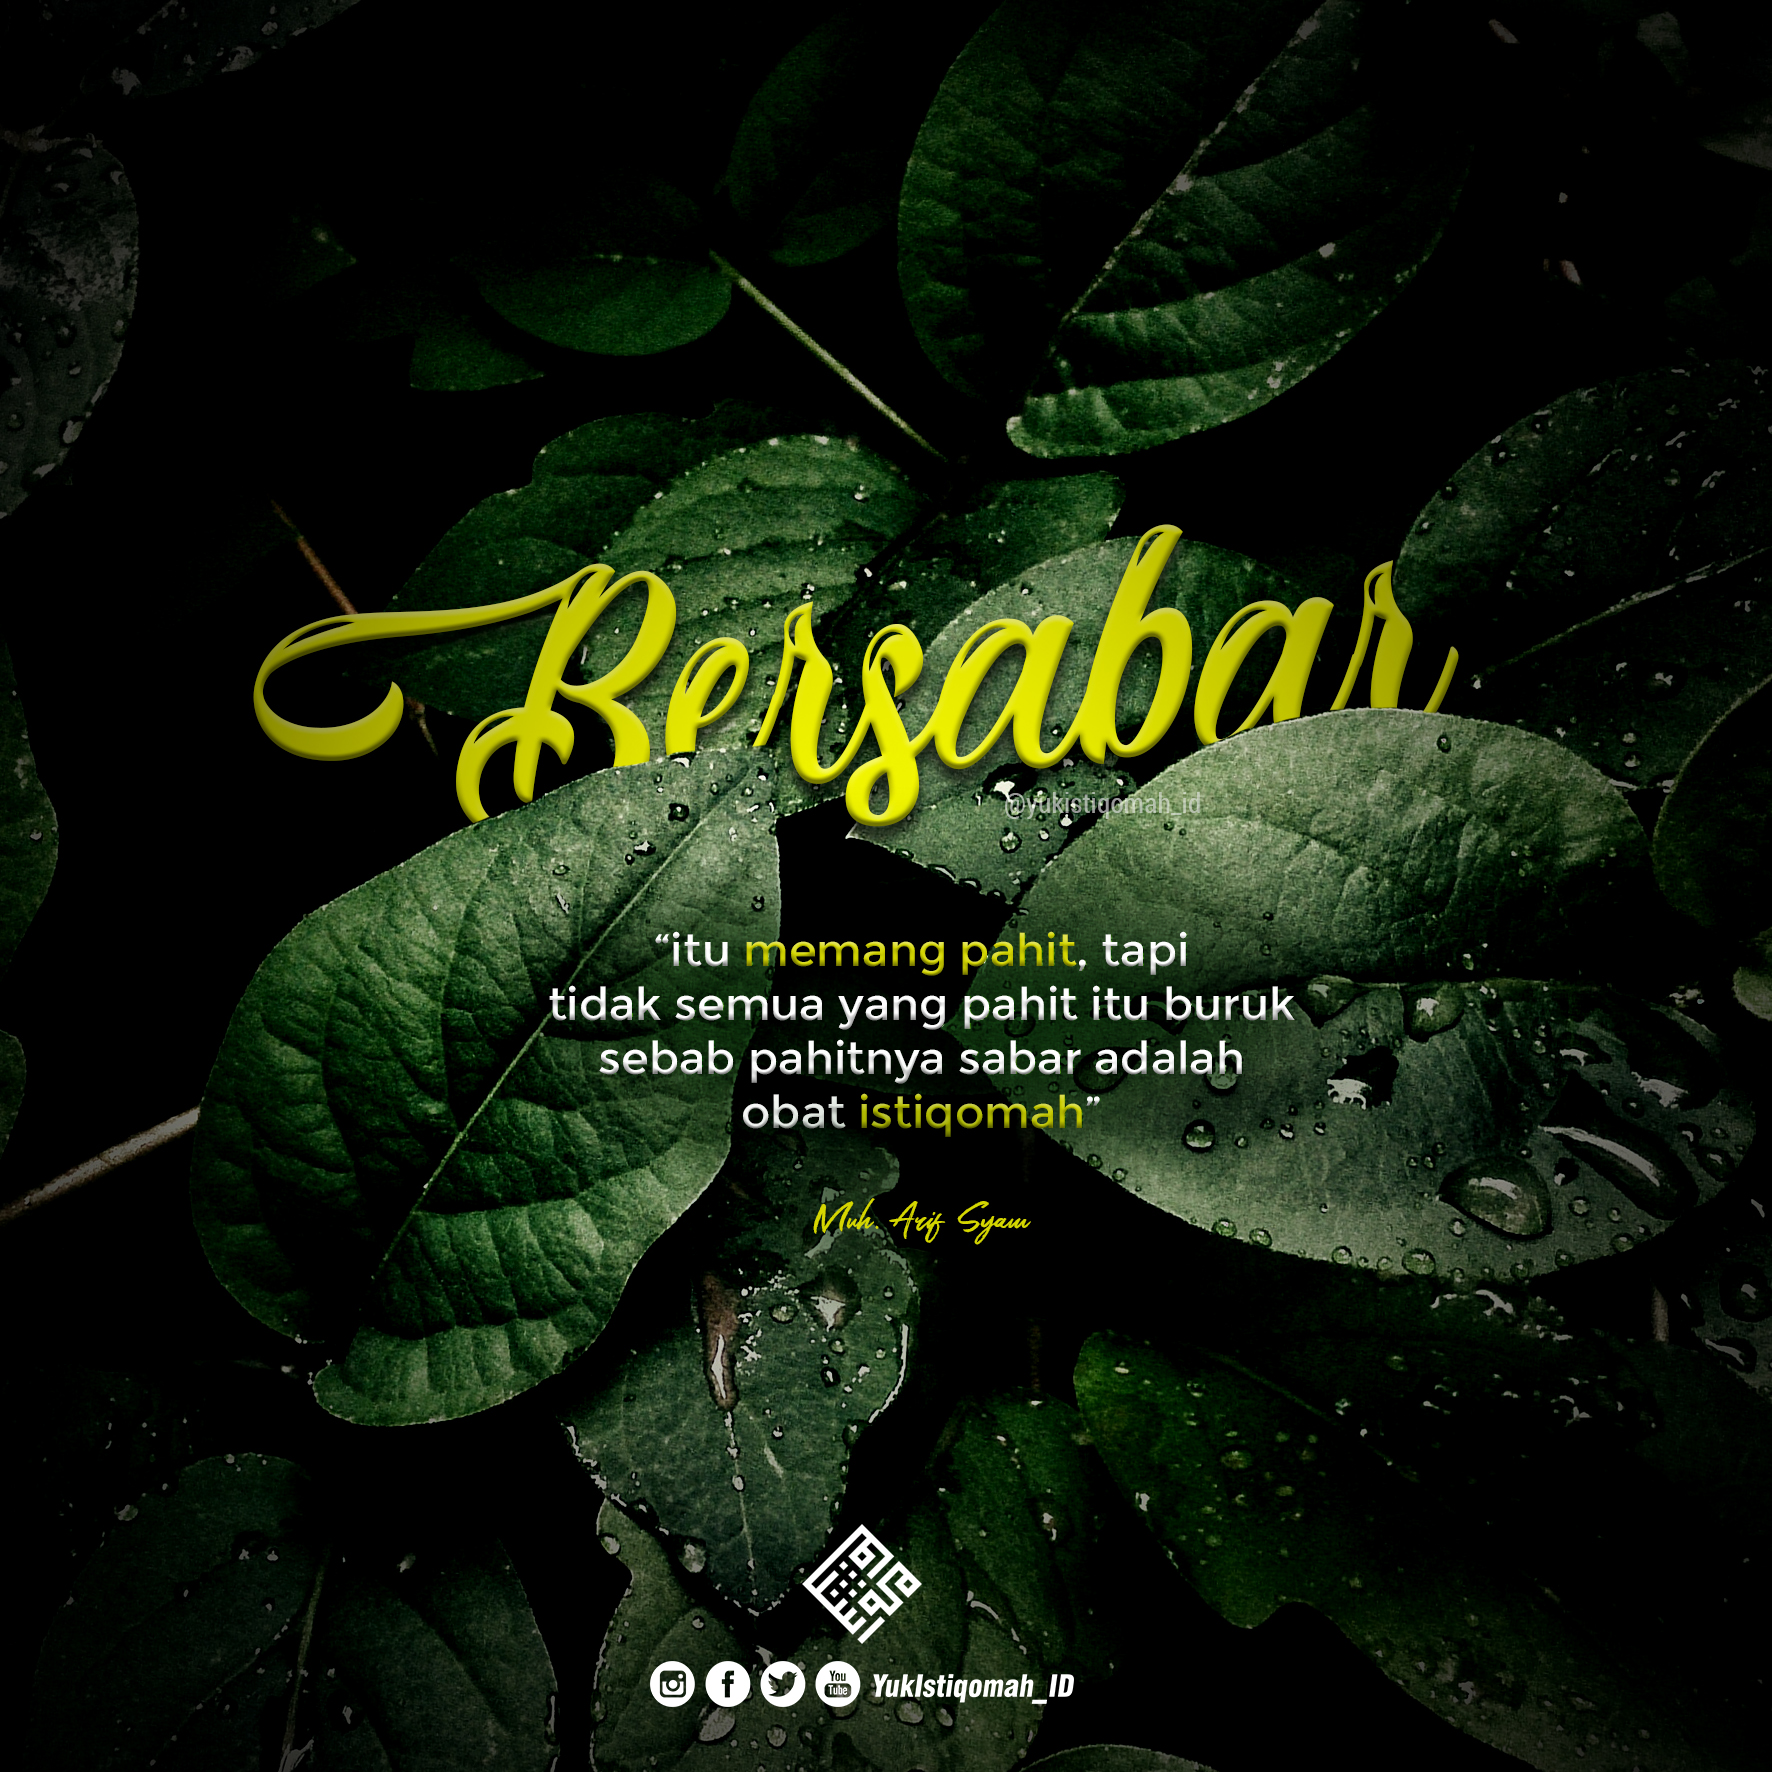 Bersabar
@yukistiqomah_id
“itu memang pahit, tapi
tidak semua yang pahit itu buruk
sebab pahitnya sabar adalah
obat istiqomah”
Muh. Arif Syam
You
Tube
YukIstiqomah_ID